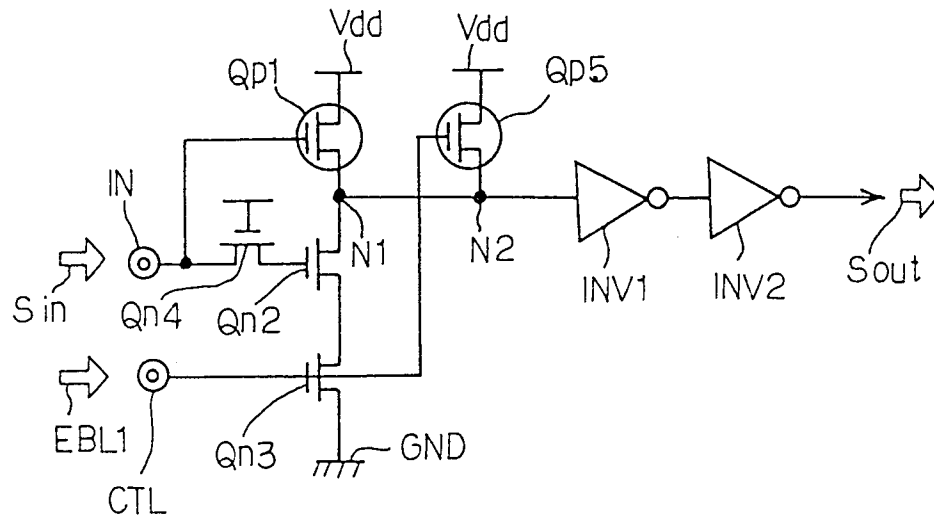 Vdd
Vdd
Qp1
Qp5
IN
N1
N2
Sin
Qn4
Qn2
INV1
INV2
Sout
EBL1
Qn3
GND
CTL